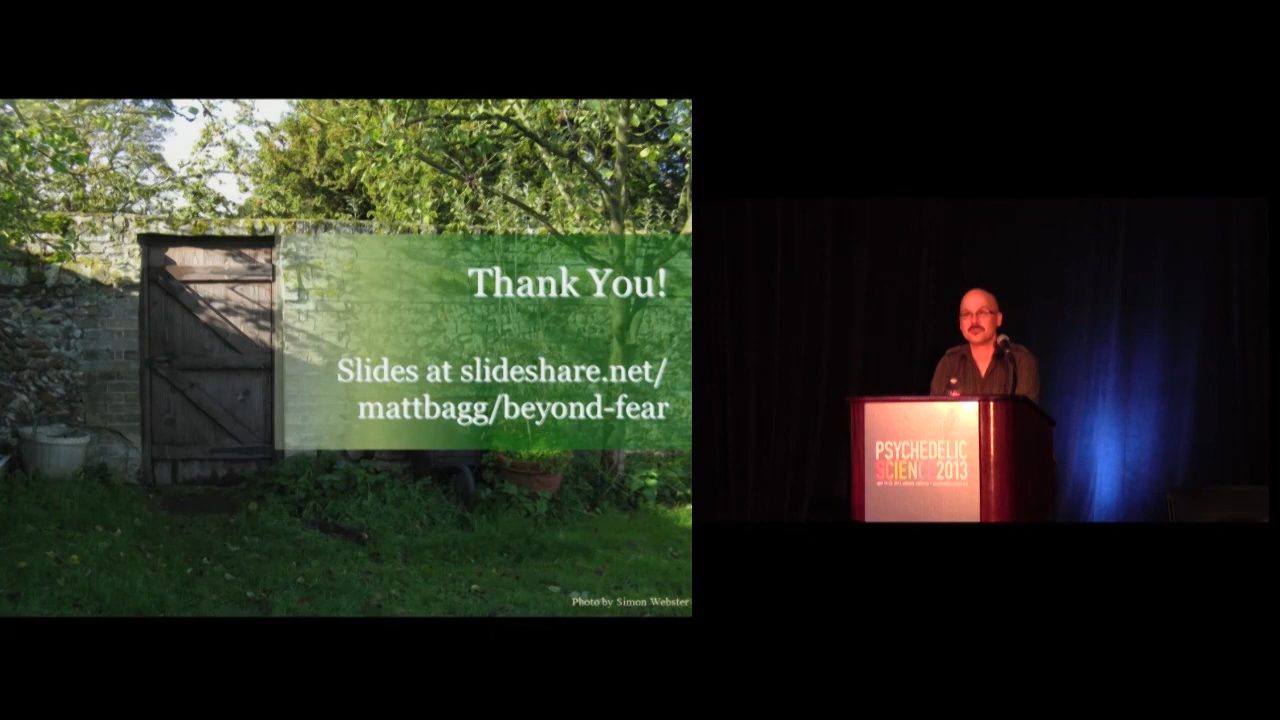 Thank You!
Slides at slideshare.net/
mattbagg/beyond-fear
Photo by Simon Webster
PSYCHEDELIC
SCIENCE 2013